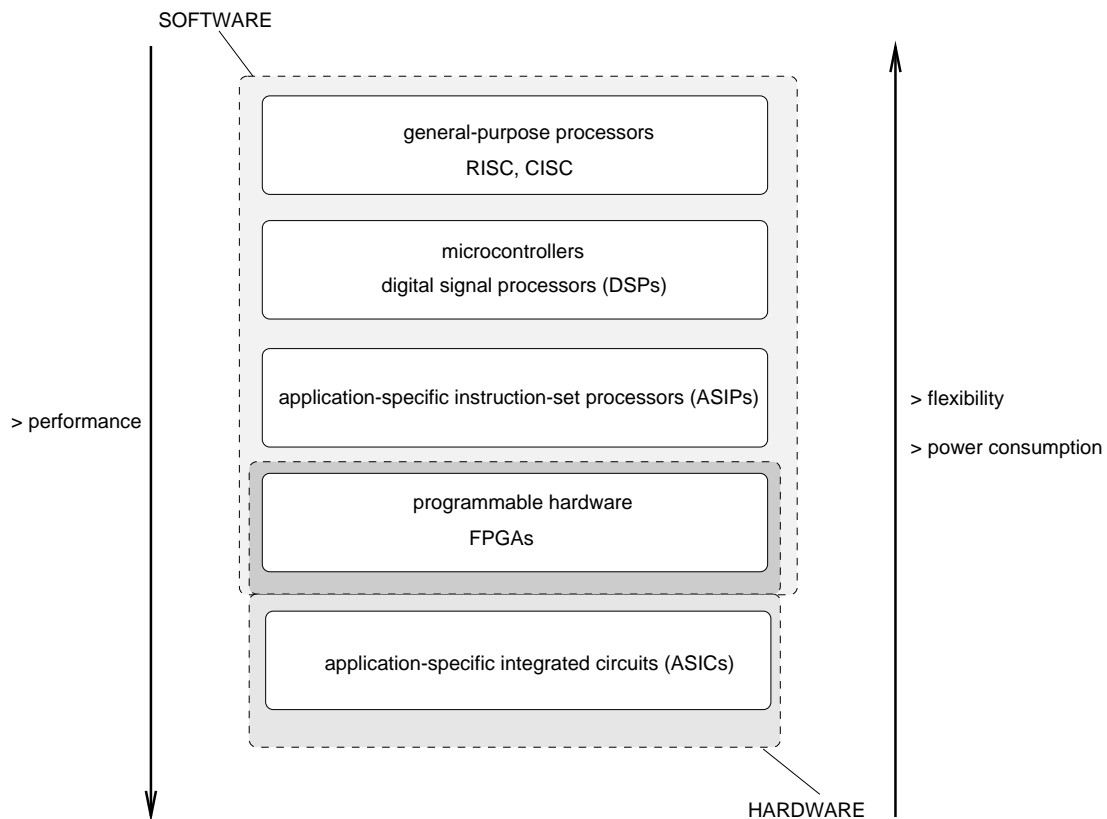 SOFTWARE
general-purpose processors
RISC, CISC
microcontrollers
digital signal processors (DSPs)
application-specific instruction-set processors (ASIPs)
> performance
> flexibility
> power consumption
programmable hardware
FPGAs
application-specific integrated circuits (ASICs)
HARDWARE